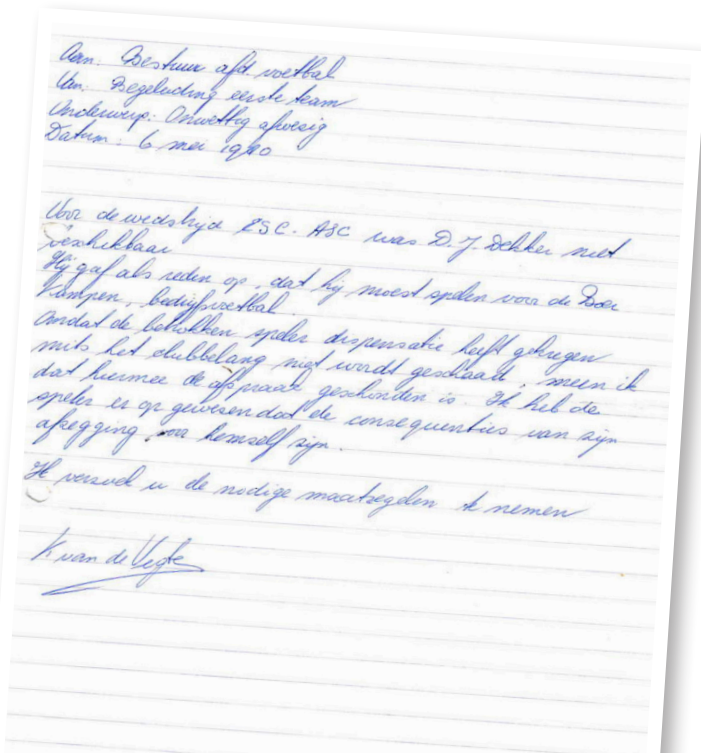 Aan: Bestuur afd voetbal
Van: Begeleiding eerste team
Onderwerp: Onwettig afwezig
Datum: 6 mei 1980
Voor de wedstrijd ZSC - ASC was D.J. Dekker niet
beschikbaar
Hij gaf als reden op, dat hij moest spelen voor de Boer
Kampen, bedrijfsvoetbal.
Omdat de betrokken speler dispensatie heeft gekregen
mits het clubbelang niet wordt geschaad, meen ik
dat hiermee de afspraak geschonden is. Ik heb de
speler er op gewezen dat de consequenties van zijn
afzegging voor hemself zijn.
Ik verzoek u de nodige maatregelen te nemen
K van de Vegte